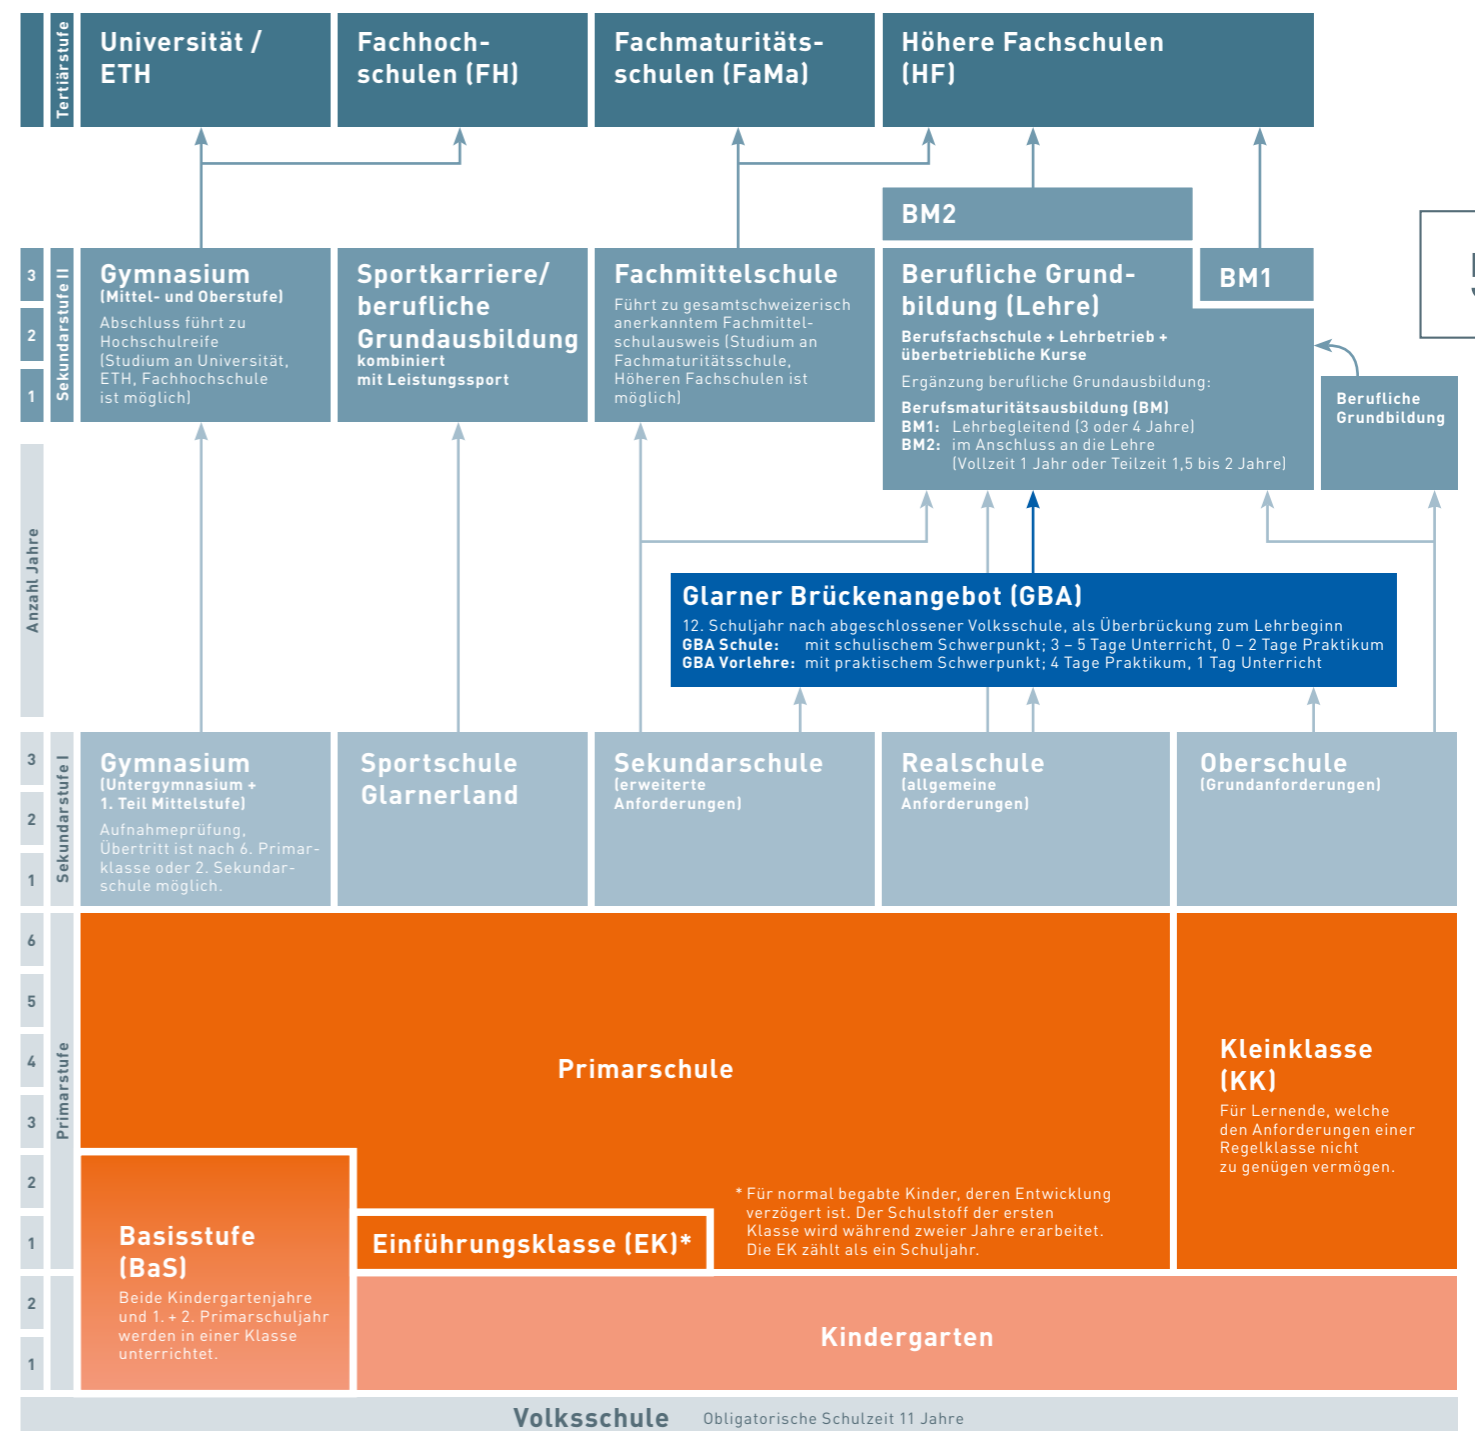 Tertiärstufe
Universität /
ETH
Fachhoch-
schulen (FH)
Fachmaturitäts-
schulen (FaMa)
Höhere Fachschulen
(HF)
BM2
3
2
1
Sekundarstufe II
Gymnasium
(Mittel- und Oberstufe)
Abschluss führt zu
Hochschulreife
(Studium an Universität,
ETH, Fachhochschule
ist möglich)
Sportkarriere/
berufliche
Grundausbildung
kombiniert
mit Leistungssport
Fachmittelschule
Führt zu gesamtschweizerisch
anerkanntem Fachmittel-
schulausweis (Studium an
Fachmaturitätsschule,
Höheren Fachschulen ist
möglich)
Berufliche Grund-
bildung (Lehre)
Berufsfachschule + Lehrbetrieb +
überbetriebliche Kurse
Ergänzung berufliche Grundausbildung:
Berufsmaturitätsausbildung (BM)
BM1: Lehrbegleitend (3 oder 4 Jahre)
BM2: im Anschluss an die Lehre
(Vollzeit 1 Jahr oder Teilzeit 1,5 bis 2 Jahre)
BM1
Berufliche
Grundbildung
Anzahl Jahre
Glarner Brückenangebot (GBA)
12. Schuljahr nach abgeschlossener Volksschule, als Überbrückung zum Lehrbeginn
GBA Schule: mit schulischem Schwerpunkt; 3 – 5 Tage Unterricht, 0 – 2 Tage Praktikum
GBA Vorlehre: mit praktischem Schwerpunkt; 4 Tage Praktikum, 1 Tag Unterricht
3
2
1
Sekundarstufe I
Gymnasium
(Untergymnasium +
1. Teil Mittelstufe)
Aufnahmeprüfung,
Übertritt ist nach 6. Primar-
klasse oder 2. Sekundar-
schule möglich.
Sportschule
Glarnerland
Sekundarschule
(erweiterte
Anforderungen)
Realschule
(allgemeine
Anforderungen)
Oberschule
(Grundanforderungen)
6
5
4
3
2
1
Primarstufe
Primarschule
Kleinklasse
(KK)
Für Lernende, welche
den Anforderungen einer
Regelklasse nicht
zu genügen vermögen.
* Für normal begabte Kinder, deren Entwicklung
verzögert ist. Der Schulstoff der ersten
Klasse wird während zweier Jahre erarbeitet.
Die EK zählt als ein Schuljahr.
Einführungsklasse (EK)*
Basisstufe
(BaS)
Beide Kindergartenjahre
und 1. + 2. Primarschuljahr
werden in einer Klasse
unterrichtet.
2
1
Kindergarten
Volksschule Obligatorische Schulzeit 11 Jahre